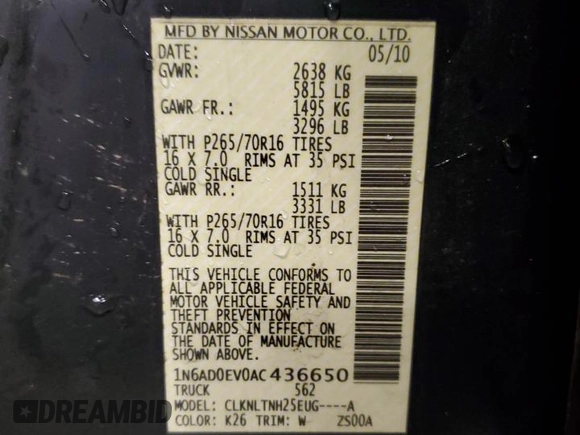 MFD BY NISSAN MOTOR CO., LTD.
DATE: 05/10
GVWR: 2638 KG
5815 LB
GAWR FR.: 1495 KG
3296 LB
WITH P265/70R16 TIRES
16 X 7.0 RIMS AT 35 PSI
COLD SINGLE
GAWR RR.: 1511 KG
3331 LB
WITH P265/70R16 TIRES
16 X 7.0 RIMS AT 35 PSI
COLD SINGLE
THIS VEHICLE CONFORMS TO
ALL APPLICABLE FEDERAL
MOTOR VEHICLE SAFETY AND
THEFT PREVENTION
STANDARDS IN EFFECT ON
THE DATE OF MANUFACTURE
SHOWN ABOVE.
1N6AD0EV0AC436650
TRUCK 562
MODEL: CLKNLTNH25EUG----A
COLOR: K26 TRIM: W ZS00A
IDRIVEBID